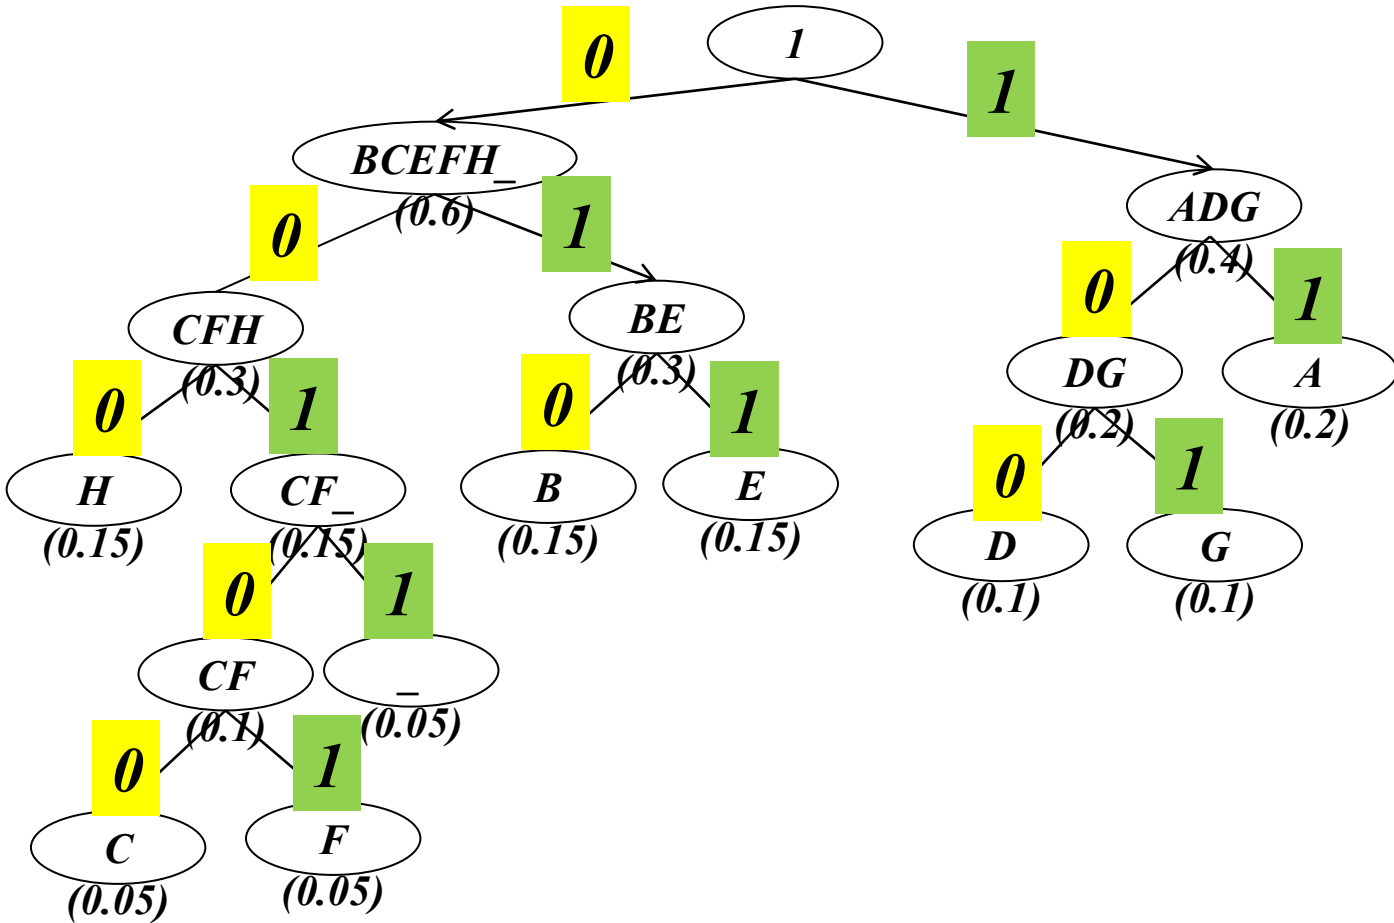 1
0
1
BCEFH_
(0.6)
ADG
(0.4)
0
1
0
1
CFH
(0.3)
BE
(0.3)
DG
(0.2)
A
(0.2)
0
1
0
1
0
1
H
(0.15)
CF_
(0.15)
B
(0.15)
E
(0.15)
D
(0.1)
G
(0.1)
0
1
CF
(0.1)
_
(0.05)
0
1
C
(0.05)
F
(0.05)